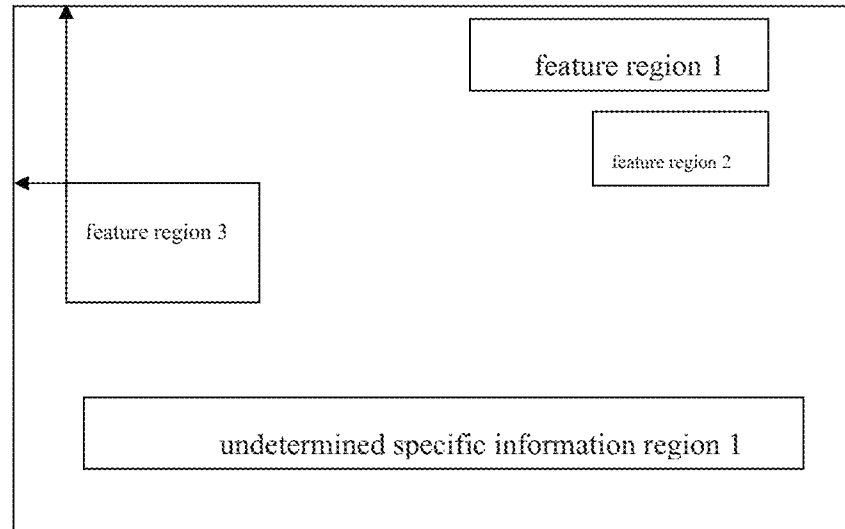 feature region 1
feature region 2
feature region 3
undetermined specific information region 1